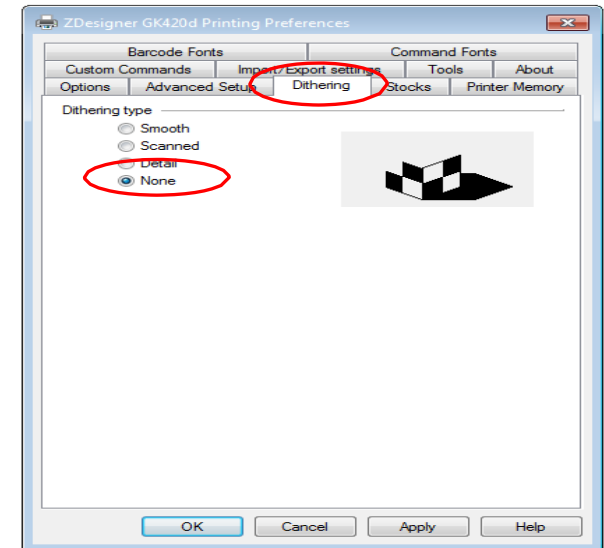 ZDesigner GK420d Printing Preferences
Barcode Fonts Command Fonts
Custom Commands Import/Export settings Tools About
Options Advanced Setup Dithering Stocks Printer Memory
Dithering type
Smooth
Scanned
Detail
None
OK Cancel Apply Help